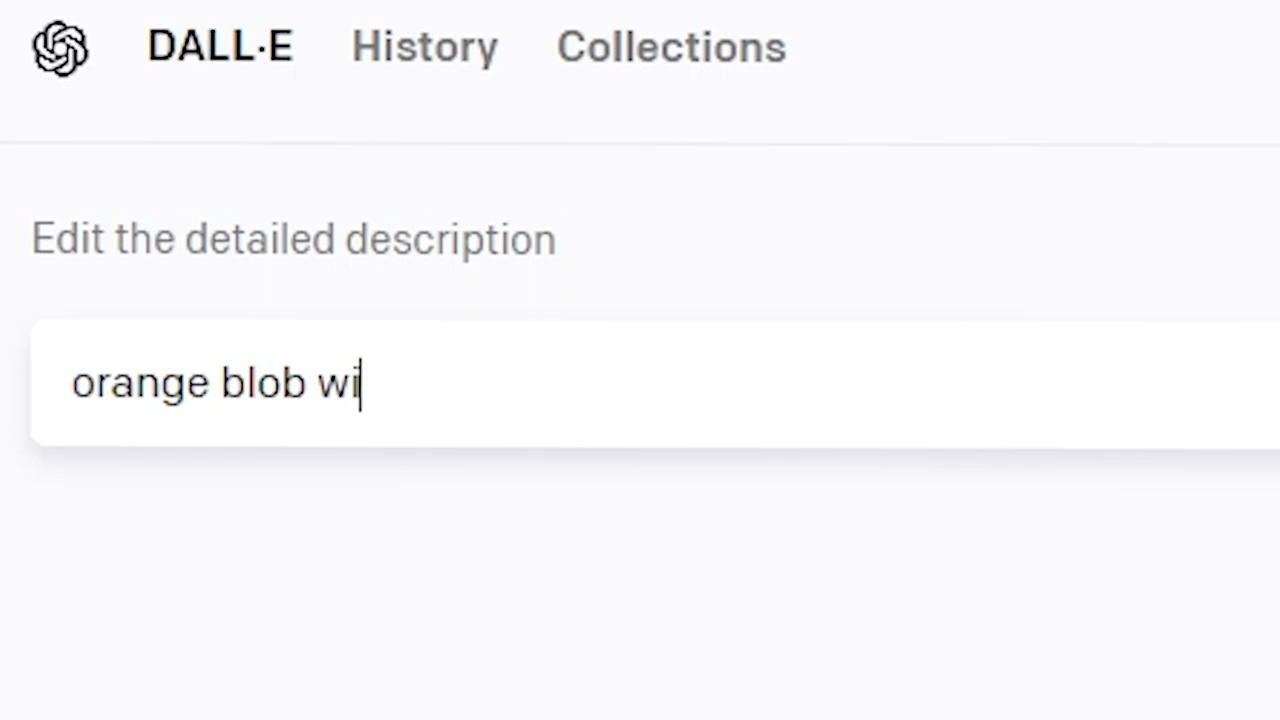 DALL·E History Collections
Edit the detailed description
orange blob wi